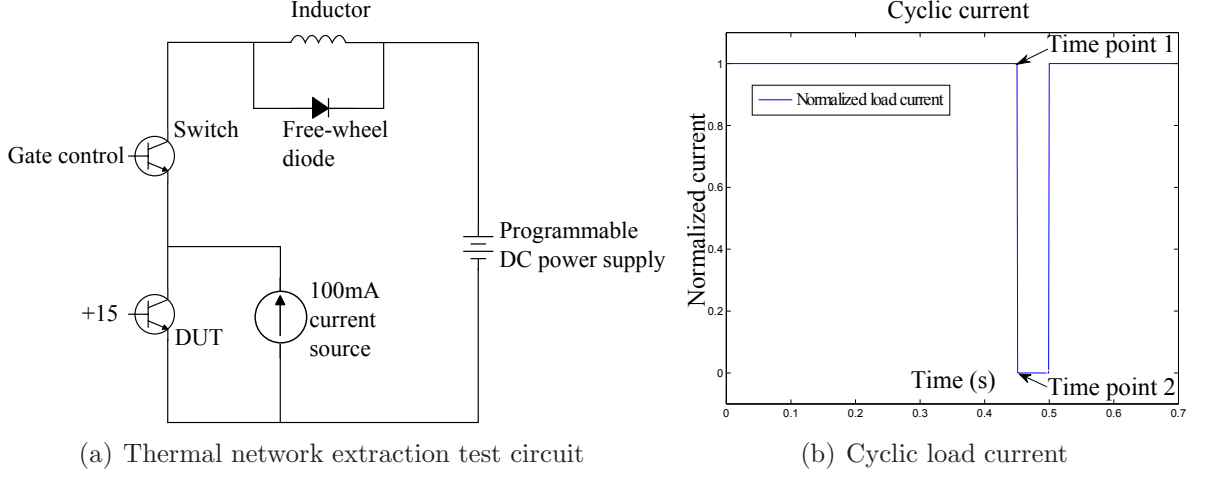 Inductor
Free-wheel
diode
Switch
Gate control
Programmable
DC power supply
+15
DUT
100mA
current
source
(a) Thermal network extraction test circuit
Cyclic current
Time point 1
Normalized load current
Normalized current
1
0.8
0.6
0.4
0.2
0
Time (s)
Time point 2
0 0.1 0.2 0.3 0.4 0.5 0.6 0.7
(b) Cyclic load current